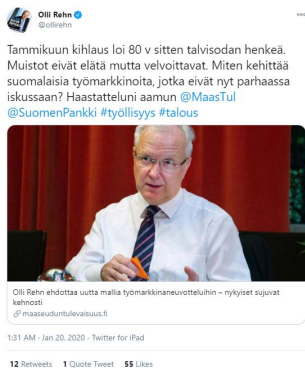 Olli Rehn
@ollirehn
Tammikuun kihlaus loi 80 v sitten talvisodan henkeä.
Muistot eivät elätä mutta velvoittavat. Miten kehittää
suomalaisia työmarkkinoita, jotka eivät nyt parhaassa
iskussaan? Haastatteluni aamun @MaasTul
@SuomenPankki #työllisyys #talous
Olli Rehn ehdottaa uutta mallia työmarkkinaneuvotteluihin – nykyiset sujuvat
kehnosti
maaseuduntulevaisuus.fi
1:31 AM · Jan 20, 2020 · Twitter for iPad
12 Retweets 1 Quote Tweet 55 Likes